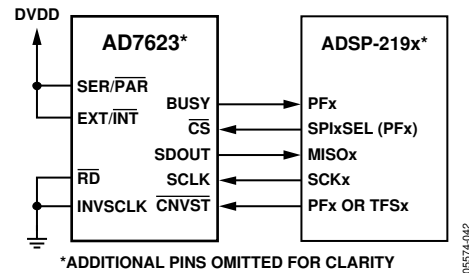 DVDD
AD7623*
ADSP-219x*
SER/PAR
BUSY
PFx
EXT/INT
CS
SPIxSEL (PFx)
SDOUT
MISOx
RD
SCLK
SCKx
INVSCLK
CNVST
PFx OR TFSx
*ADDITIONAL PINS OMITTED FOR CLARITY
05574-042